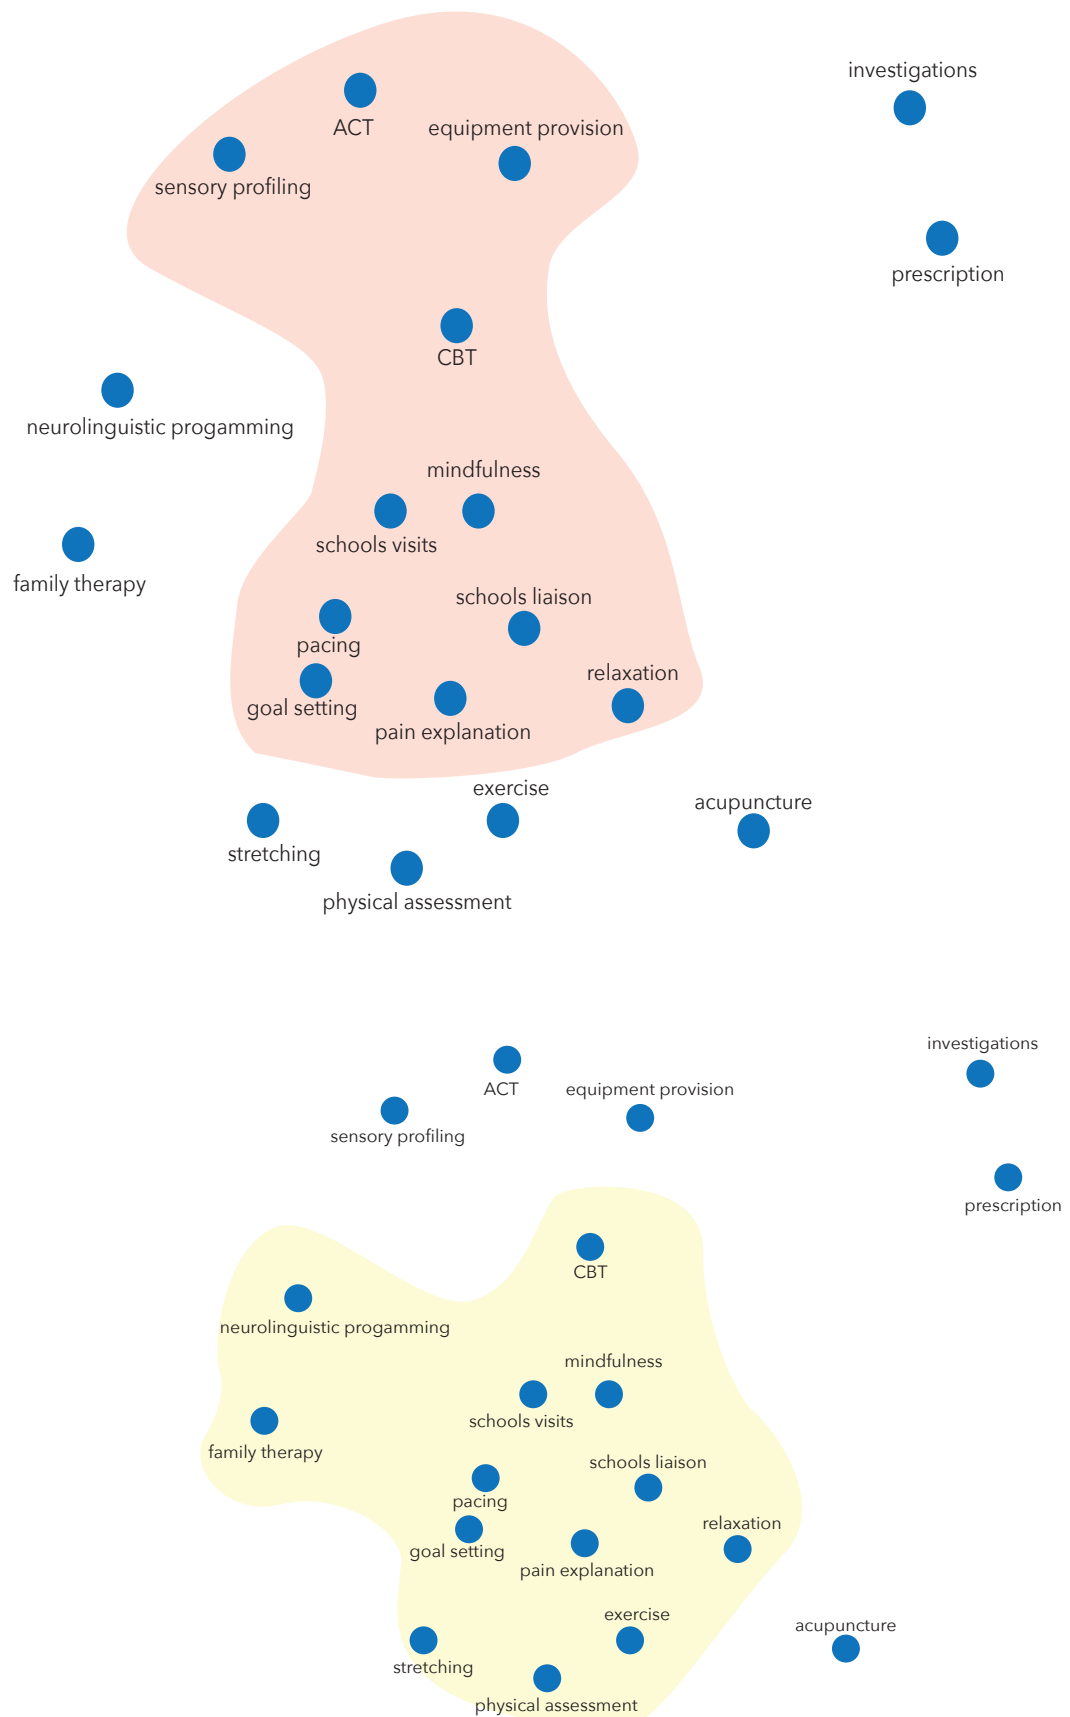 investigations
ACT
equipment provision
sensory profiling
prescription
CBT
neurolinguistic progamming
mindfulness
schools visits
family therapy
schools liaison
pacing
relaxation
goal setting
pain explanation
exercise
acupuncture
stretching
physical assessment
investigations
ACT
equipment provision
sensory profiling
prescription
CBT
neurolinguistic progamming
mindfulness
schools visits
family therapy
schools liaison
pacing
relaxation
goal setting
pain explanation
exercise
acupuncture
stretching
physical assessment